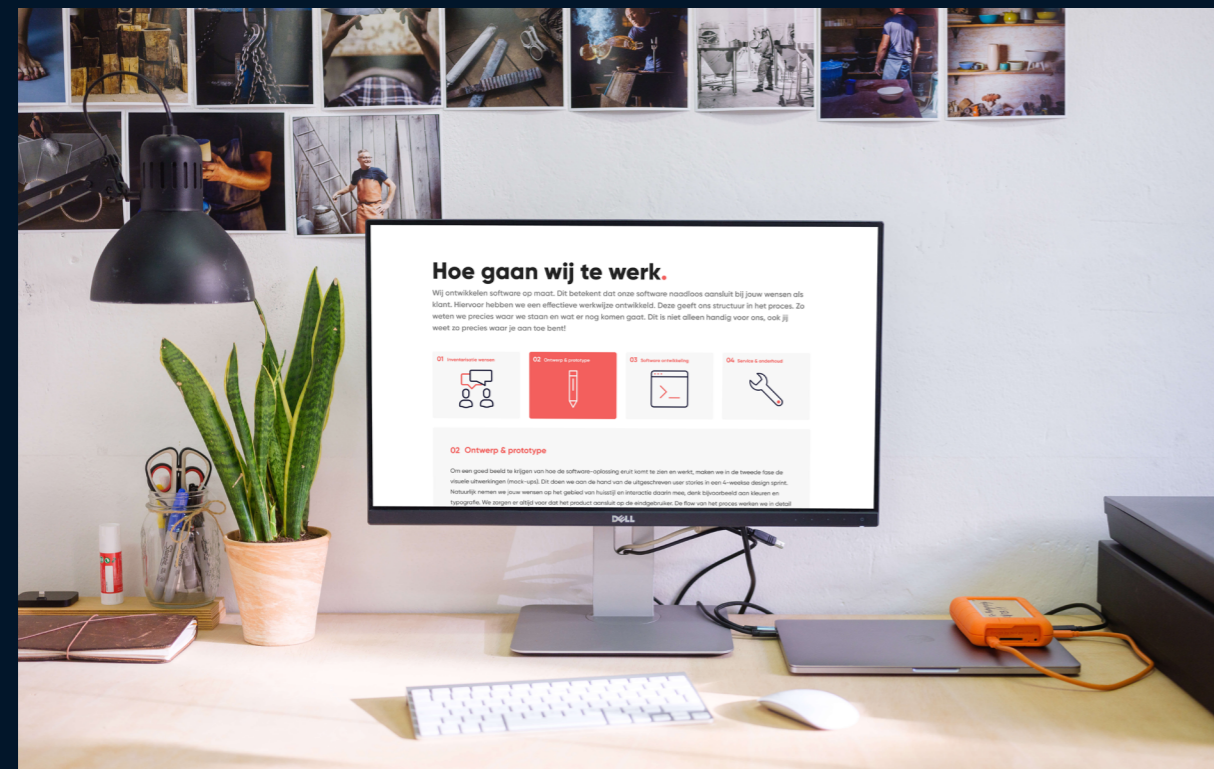 Hoe gaan wij te werk.
Wij ontwikkelen software op maat. Dit betekent dat onze software naadloos aansluit bij jouw wensen als
klant. Hiervoor hebben we een effectieve werkwijze ontwikkeld. Deze geeft ons structuur in het proces. Zo
weten we precies waar we staan en wat er nog komen gaat. Dit is niet alleen handig voor ons, ook jij
weet zo precies waar je aan toe bent!
01 Inventarisatie wensen
02 Ontwerp & prototype
03 Software ontwikkeling
04 Service & onderhoud
02 Ontwerp & prototype
Om een goed beeld te krijgen van hoe de software-oplossing eruit komt te zien en werkt, maken we in de tweede fase de
visuele uitwerkingen (mock-ups). Dit doen we aan de hand van de uitgeschreven user stories in een 4-weekse design sprint.
Natuurlijk nemen we jouw wensen op het gebied van huisstijl en interactie daarin mee, denk bijvoorbeeld aan kleuren en
typografie. We zorgen er altijd voor dat het product aansluit op de eindgebruiker. De flow van het proces werken we in detail
DELL